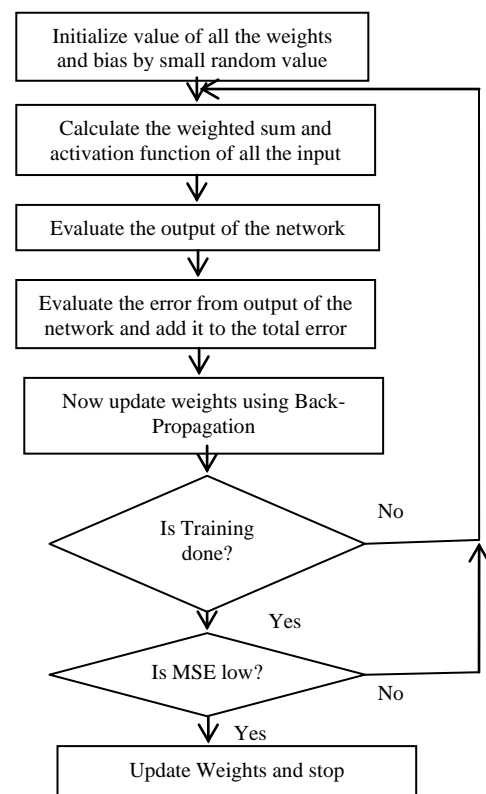 Initialize value of all the weights
and bias by small random value
Calculate the weighted sum and
activation function of all the input
Evaluate the output of the network
Evaluate the error from output of the
network and add it to the total error
Now update weights using Back-
Propagation
Is Training
done?
No
Yes
Is MSE low?
No
Yes
Update Weights and stop